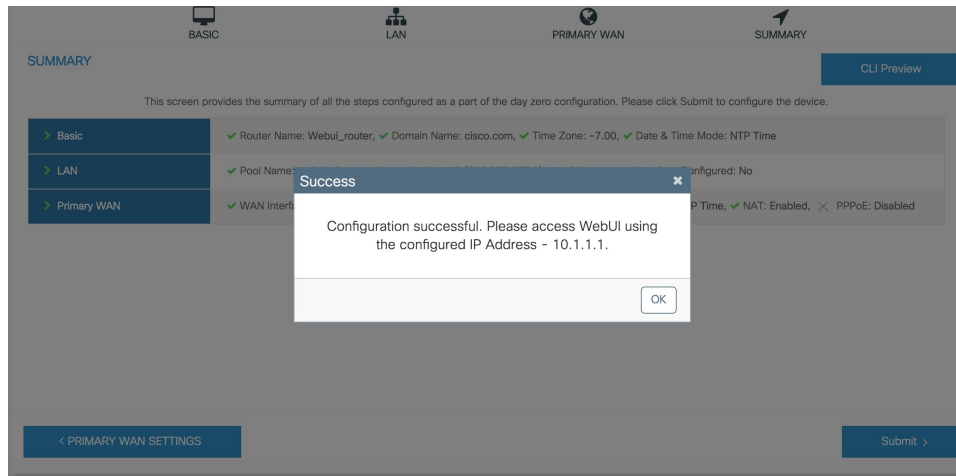 BASIC
LAN
PRIMARY WAN
SUMMARY
SUMMARY
CLI Preview
This screen provides the summary of all the steps configured as a part of the day zero configuration. Please click Submit to configure the device.
> Basic
✔ Router Name: Webui_router, ✔ Domain Name: cisco.com, ✔ Time Zone: -7.00, ✔ Date & Time Mode: NTP Time
> LAN
✔ Pool Name:
onfigured: No
> Primary WAN
✔ WAN Interfa
P Time, ✔ NAT: Enabled, ✕ PPPoE: Disabled
Success ×
Configuration successful. Please access WebUI using
the configured IP Address - 10.1.1.1.
OK
< PRIMARY WAN SETTINGS
Submit >